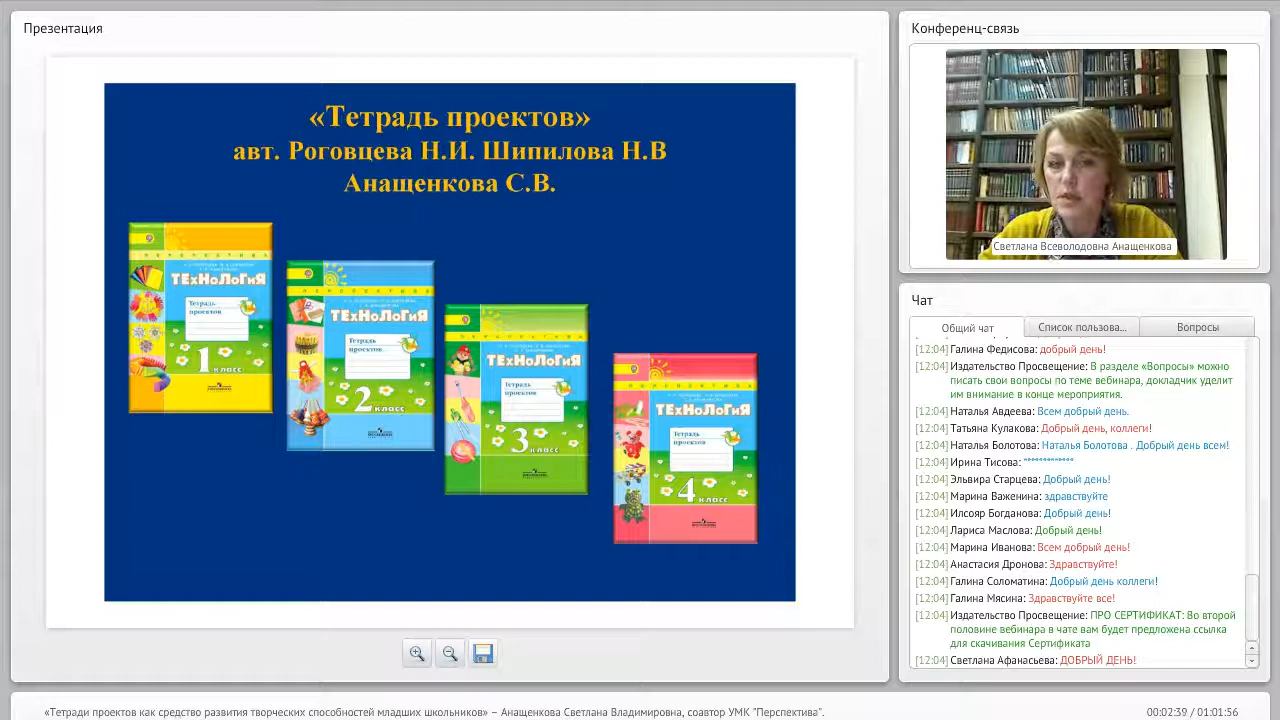 Презентация
«Тетрадь проектов»
авт. Роговцева Н.И. Шипилова Н.В
Анащенкова С.В.
ПЕРСПЕКТИВА
ТЕхНоЛоГиЯ
Тетрадь
проектов
1 класс
ПЕРСПЕКТИВА
ТЕхНоЛоГиЯ
Тетрадь
проектов
2 класс
ПЕРСПЕКТИВА
ТЕхНоЛоГиЯ
Тетрадь
проектов
3 класс
ПЕРСПЕКТИВА
ТЕхНоЛоГиЯ
Тетрадь
проектов
4 класс
Конференц-связь
Светлана Всеволодовна Анащенкова
Чат
Общий чат
Список пользова...
Вопросы
[12:04] Галина Федисова: добрый день!
[12:04] Издательство Просвещение: В разделе «Вопросы» можно
писать свои вопросы по теме вебинара, докладчик уделит
им внимание в конце мероприятия.
[12:04] Наталья Авдеева: Всем добрый день.
[12:04] Татьяна Кулакова: Добрый день, коллеги!
[12:04] Наталья Болотова: Наталья Болотова . Добрый день всем!
[12:04] Ирина Тисова: ************
[12:04] Эльвира Старцева: Добрый день!
[12:04] Марина Важенина: здравствуйте
[12:04] Илсояр Богданова: Добрый день!
[12:04] Лариса Маслова: Добрый день!
[12:04] Марина Иванова: Всем добрый день!
[12:04] Анастасия Дронова: Здравствуйте!
[12:04] Галина Соломатина: Добрый день коллеги!
[12:04] Галина Мясина: Здравствуйте все!
[12:04] Издательство Просвещение: ПРО СЕРТИФИКАТ: Во второй
половине вебинара в чате вам будет предложена ссылка
для скачивания Сертификата
[12:04] Светлана Афанасьева: ДОБРЫЙ ДЕНЬ!
«Тетради проектов как средство развития творческих способностей младших школьников» – Анащенкова Светлана Владимировна, соавтор УМК "Перспектива".
00:02:39 / 01:01:56